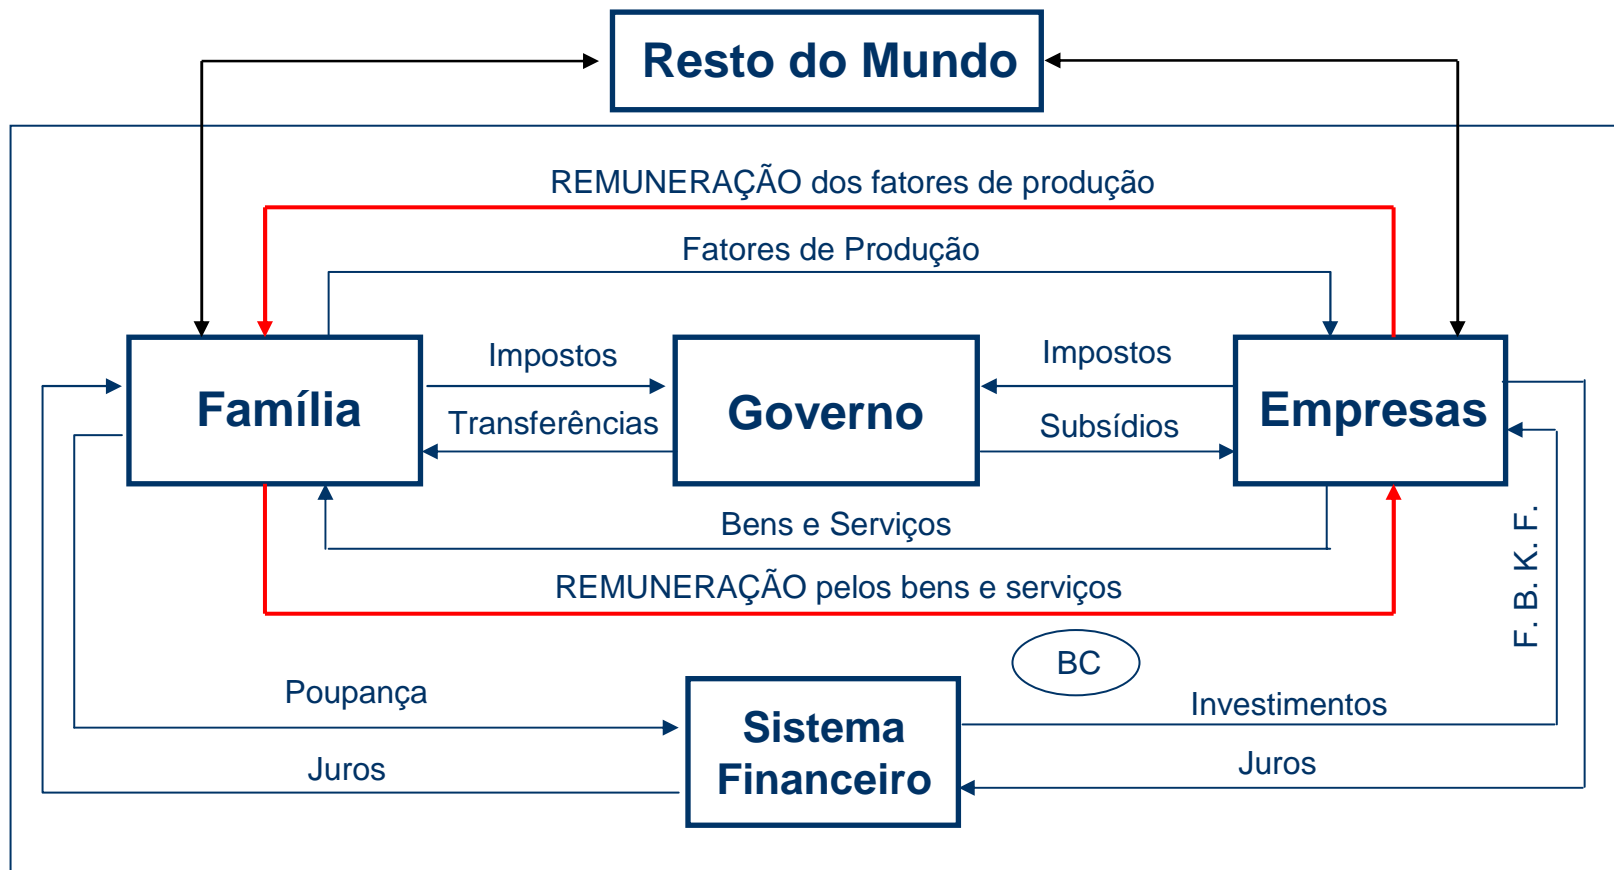 Resto do Mundo
REMUNERAÇÃO dos fatores de produção
Fatores de Produção
Impostos
Impostos
Família
Governo
Empresas
Transferências
Subsídios
Bens e Serviços
REMUNERAÇÃO pelos bens e serviços
F. B. K. F.
BC
Poupança
Investimentos
Sistema
Financeiro
Juros
Juros